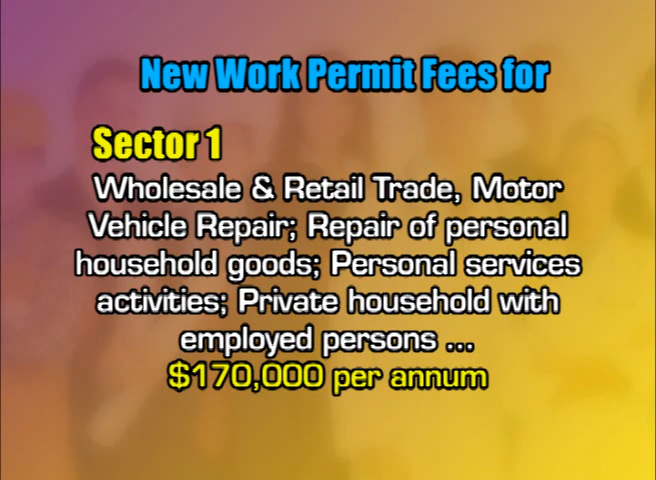 New Work Permit Fees for
Sector 1
Wholesale & Retail Trade, Motor
Vehicle Repair; Repair of personal
household goods; Personal services
activities; Private household with
employed persons ...
$170,000 per annum